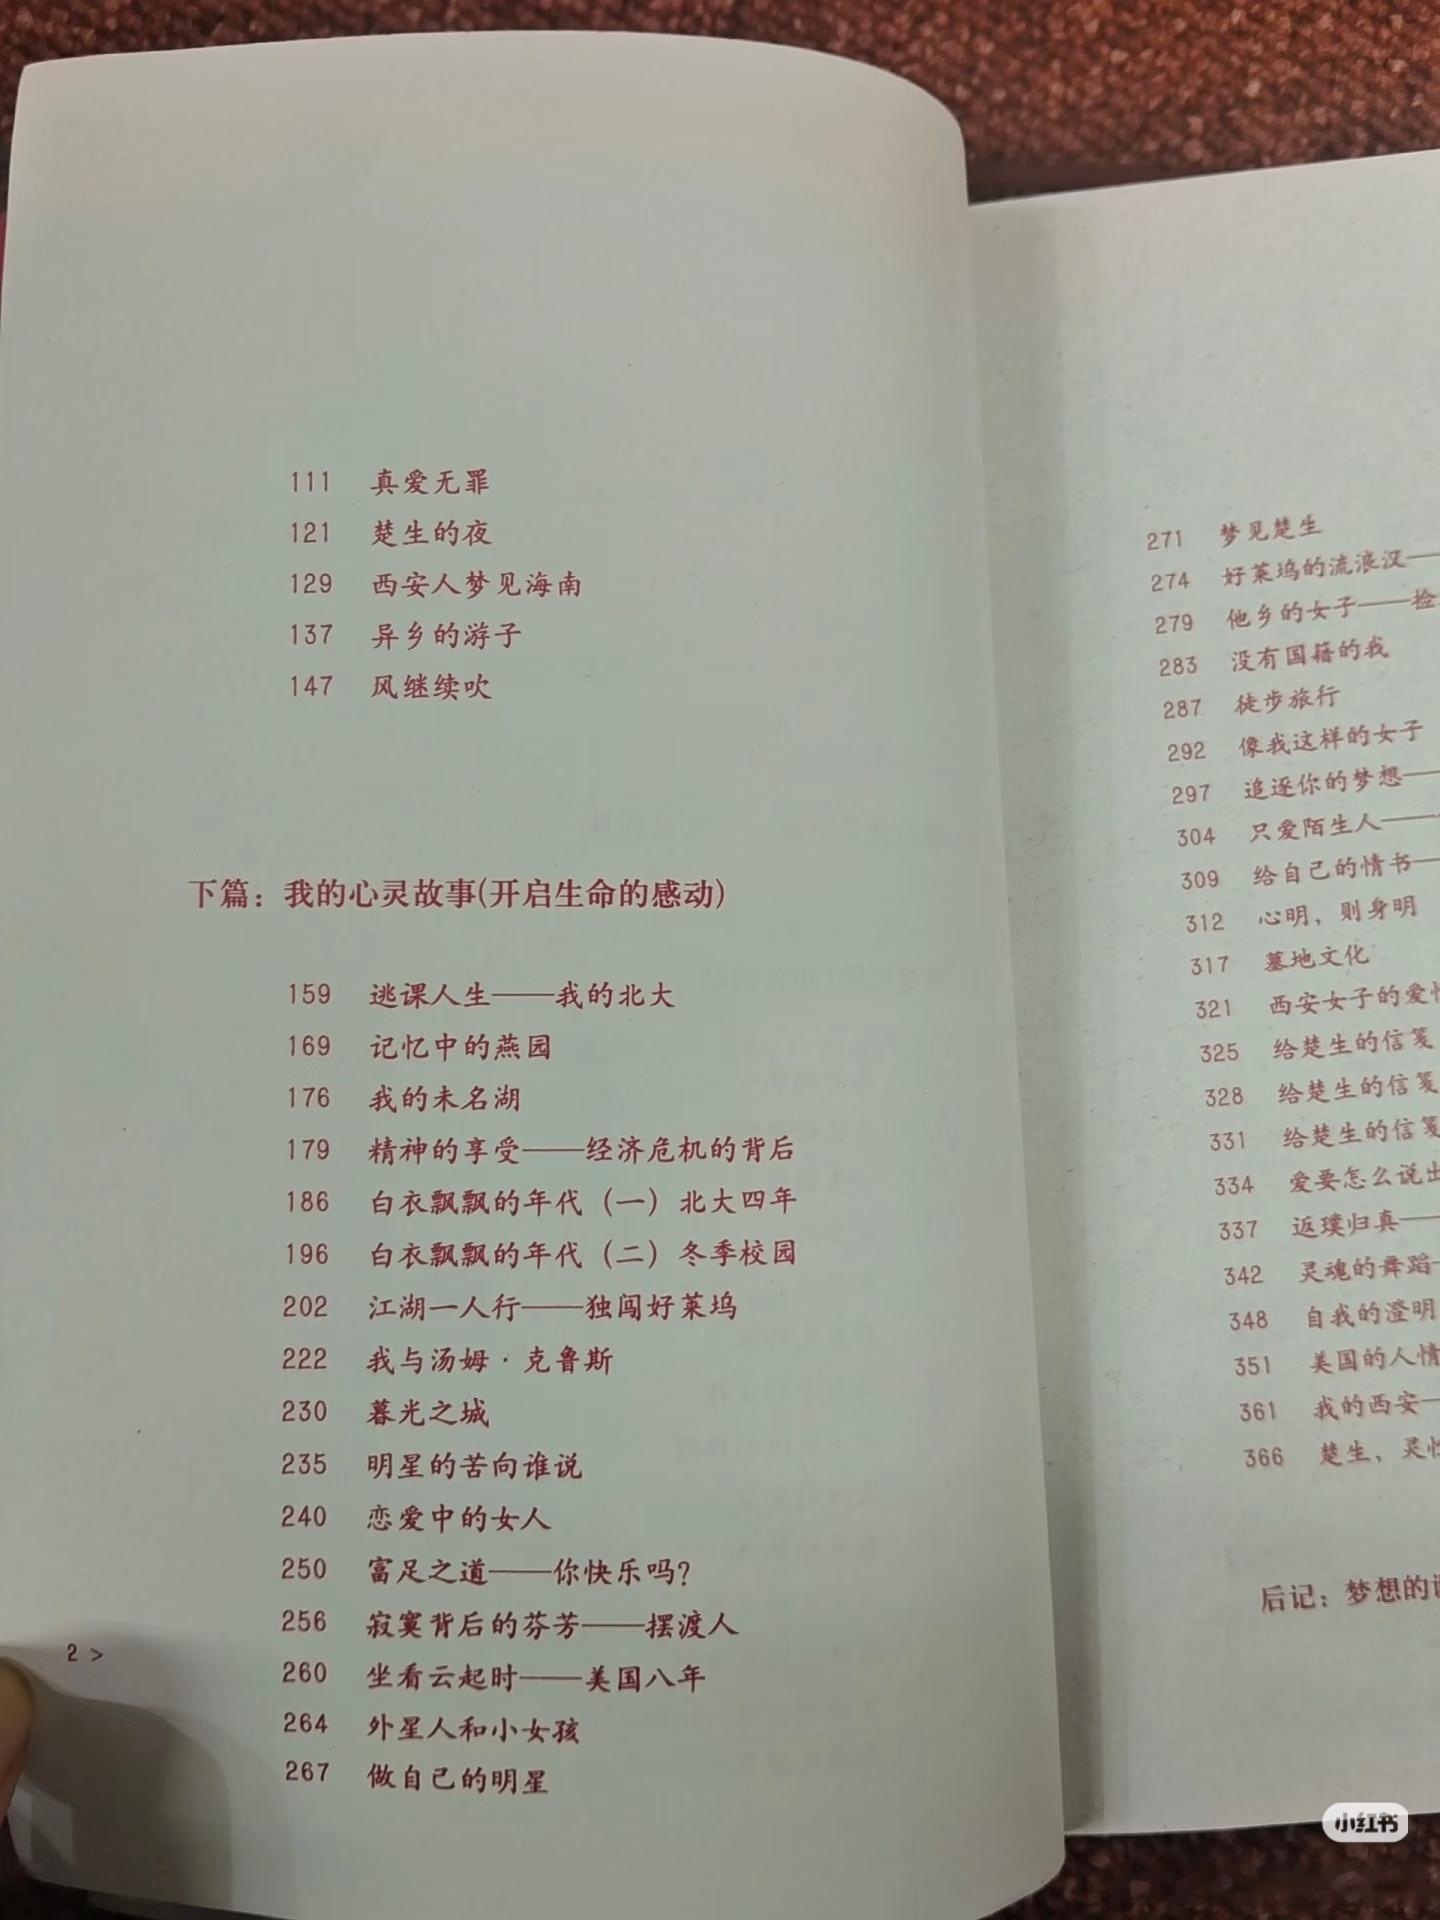 111 真爱无罪
121 楚生的夜
129 西安人梦见海南
137 异乡的游子
147 风继续吹
下篇：我的心灵故事(开启生命的感动)
159 逃课人生——我的北大
169 记忆中的燕园
176 我的未名湖
179 精神的享受——经济危机的背后
186 白衣飘飘的年代（一）北大四年
196 白衣飘飘的年代（二）冬季校园
202 江湖一人行——独闯好莱坞
222 我与汤姆·克鲁斯
230 暮光之城
235 明星的苦向谁说
240 恋爱中的女人
250 富足之道——你快乐吗？
256 寂寞背后的芬芳——摆渡人
260 坐看云起时——美国八年
264 外星人和小女孩
267 做自己的明星
2 >
271 梦见楚生
274 好莱坞的流浪汉——
279 他乡的女子——捡
283 没有国籍的我
287 徒步旅行
292 像我这样的女子
297 追逐你的梦想——
304 只爱陌生人——
309 给自己的情书——
312 心明，则身明
317 墓地文化
321 西安女子的爱情
325 给楚生的信笺
328 给楚生的信笺
331 给楚生的信笺
334 爱要怎么说出
337 返璞归真——
342 灵魂的舞蹈—
348 自我的澄明
351 美国的人情
361 我的西安—
366 楚生，灵性
后记：梦想的
小红书